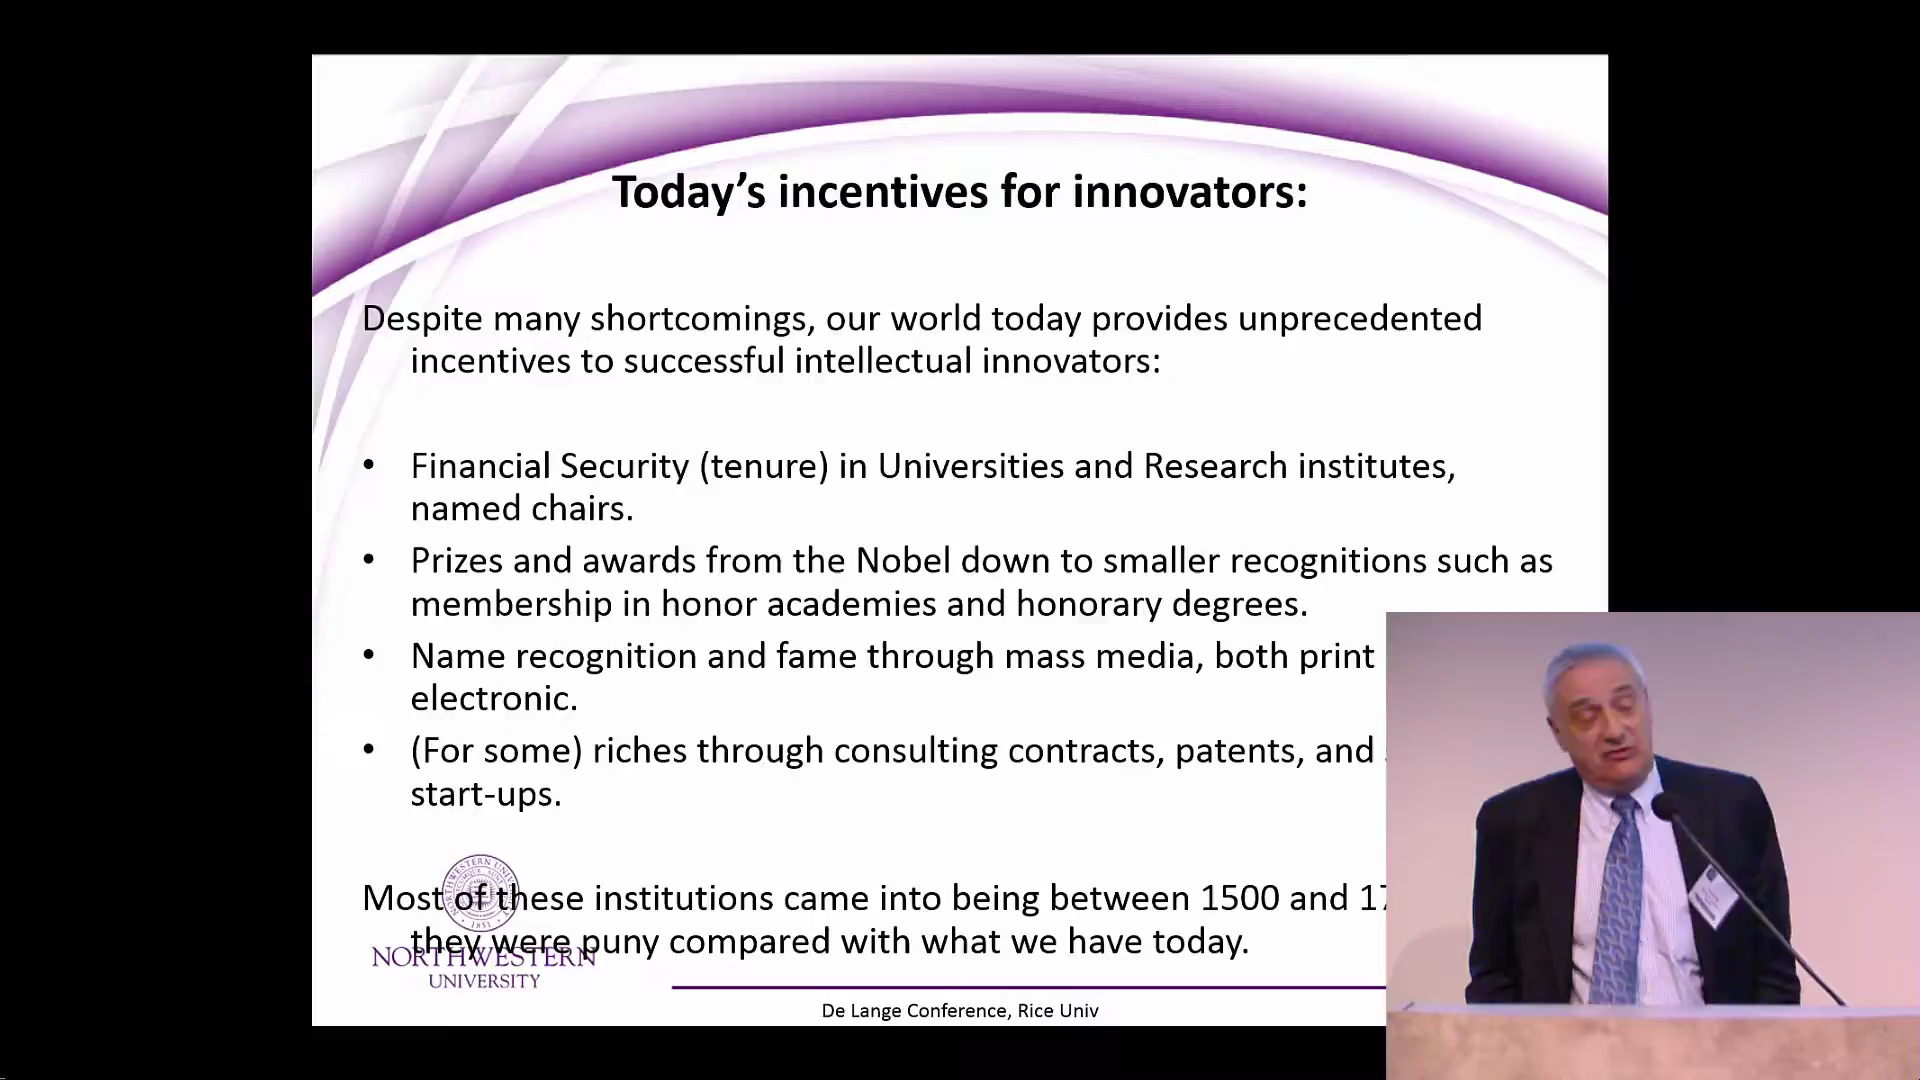 Today’s incentives for innovators:
Despite many shortcomings, our world today provides unprecedented
incentives to successful intellectual innovators:
• Financial Security (tenure) in Universities and Research institutes,
named chairs.
• Prizes and awards from the Nobel down to smaller recognitions such as
membership in honor academies and honorary degrees.
• Name recognition and fame through mass media, both print
electronic.
• (For some) riches through consulting contracts, patents, and
start-ups.
Most of these institutions came into being between 1500 and
they were puny compared with what we have today.
NORTHWESTERN
UNIVERSITY
De Lange Conference, Rice Univ